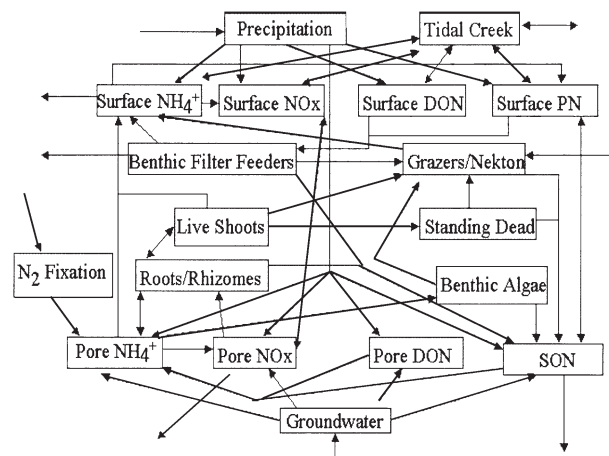 Precipitation
Tidal Creek
Surface NH4+
Surface NOx
Surface DON
Surface PN
Benthic Filter Feeders
Grazers/Nekton
Live Shoots
Standing Dead
N2 Fixation
Roots/Rhizomes
Benthic Algae
Pore NH4+
Pore NOx
Pore DON
SON
Groundwater